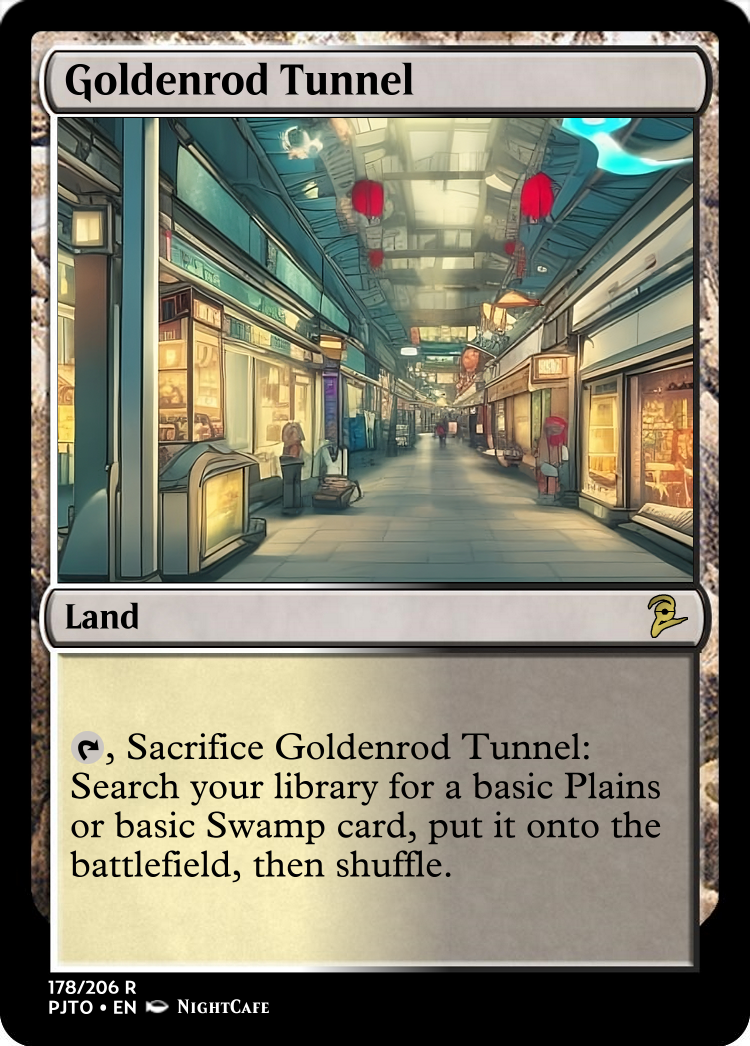 Goldenrod Tunnel
Land
, Sacrifice Goldenrod Tunnel:
Search your library for a basic Plains
or basic Swamp card, put it onto the
battlefield, then shuffle.
178/206 R
PJTO • EN NightCafe